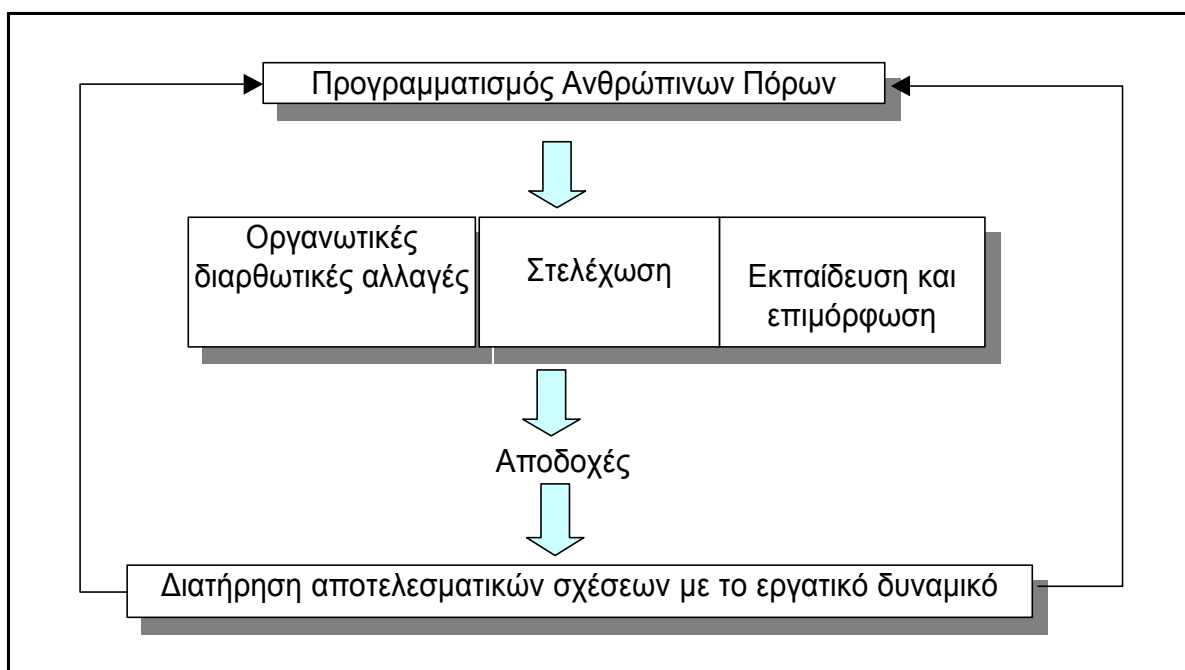 Προγραμματισμός Ανθρώπινων Πόρων
Οργανωτικές
διαρθωτικές αλλαγές
Στελέχωση
Εκπαίδευση και
επιμόρφωση
Αποδοχές
Διατήρηση αποτελεσματικών σχέσεων με το εργατικό δυναμικό